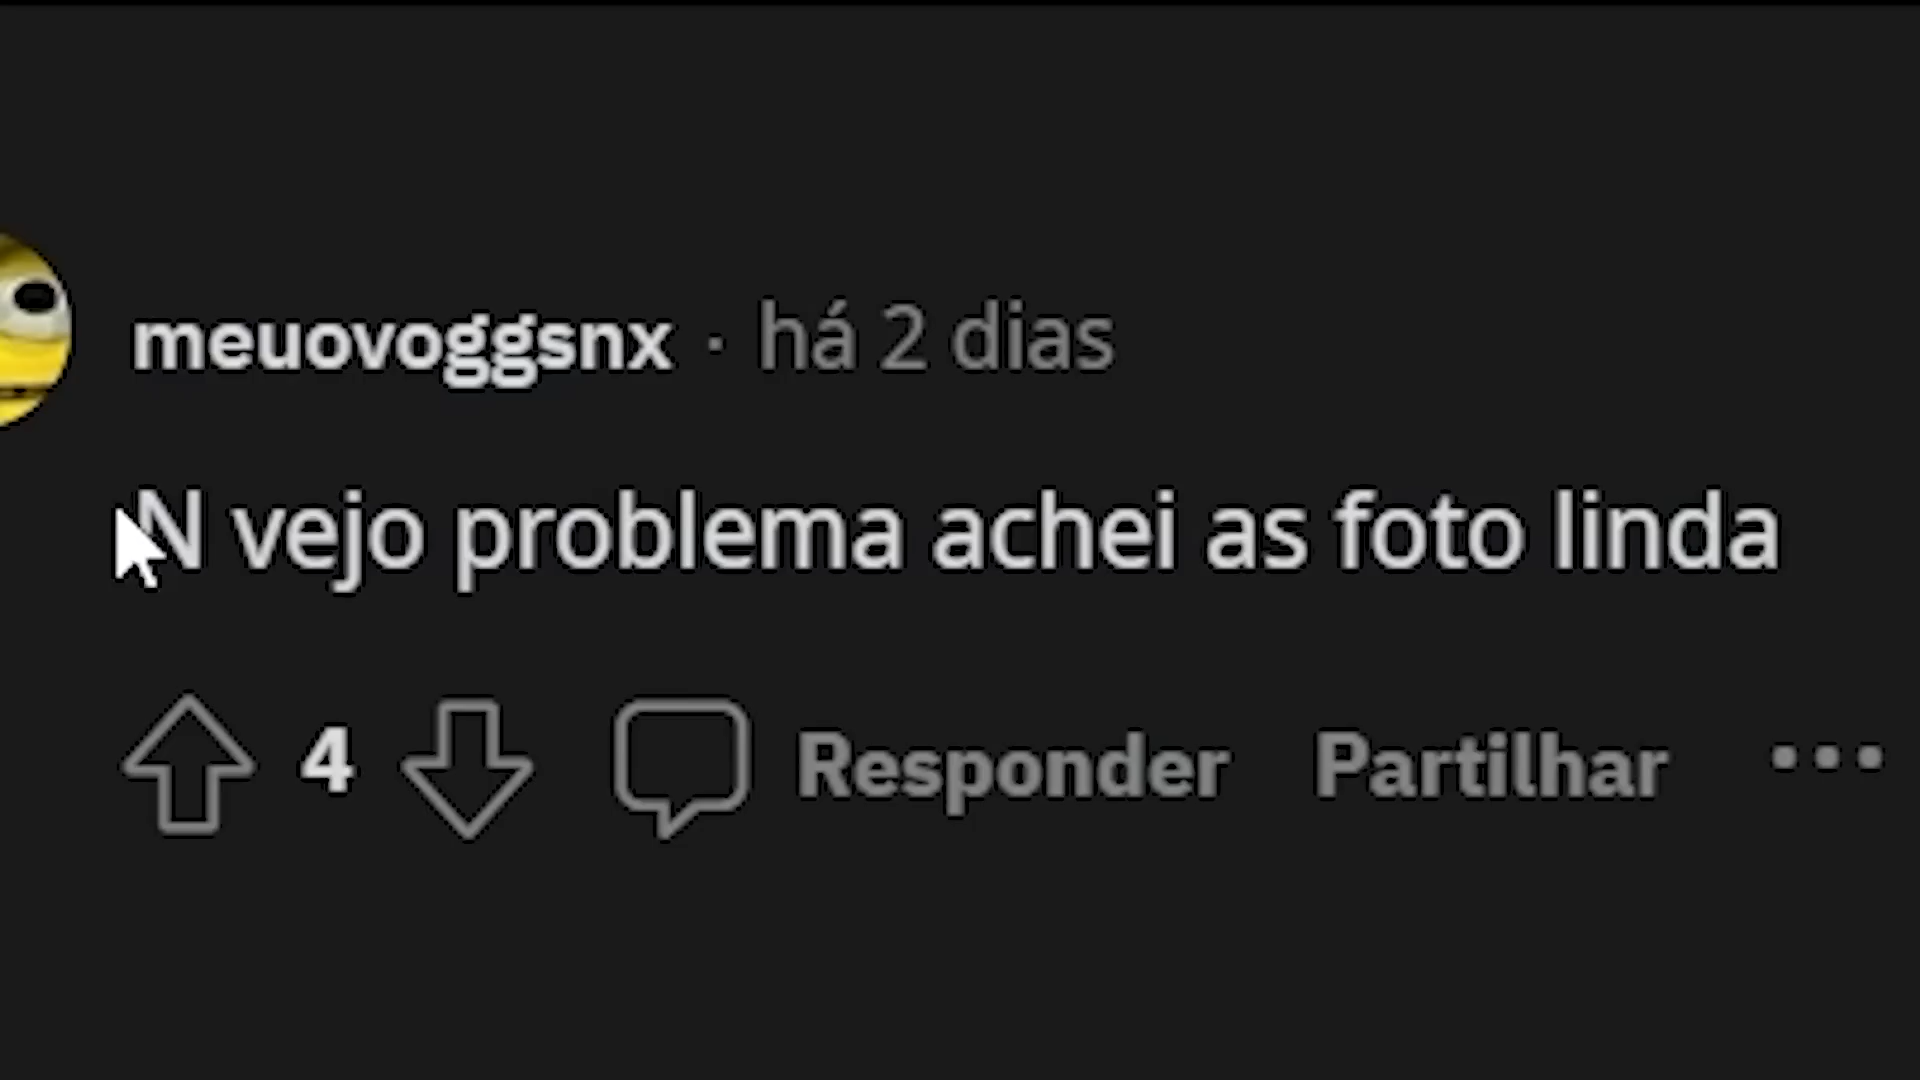 meuovoggsnx · há 2 dias
N vejo problema achei as foto linda
4 Responder Partilhar ...